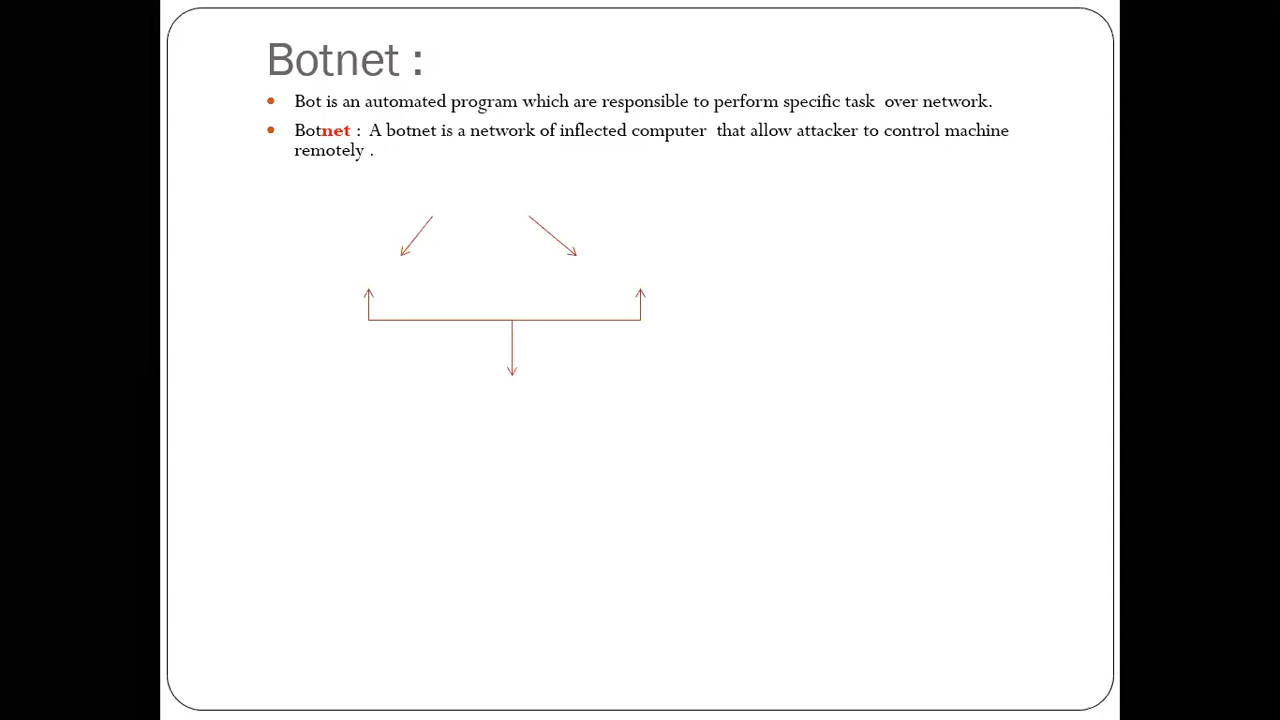 Botnet :
Bot is an automated program which are responsible to perform specific task over network.
Botnet : A botnet is a network of inflected computer that allow attacker to control machine
remotely .